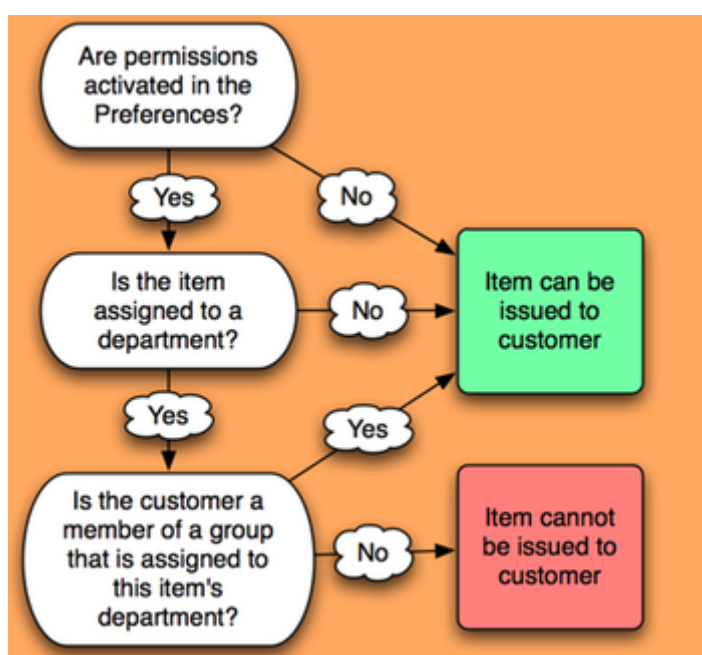 Are permissions
activated in the
Preferences?
Yes
No
Is the item
assigned to a
department?
No
Item can be
issued to
customer
Yes
Yes
Is the customer a
member of a group
that is assigned to
this item's
department?
No
Item cannot
be issued to
customer